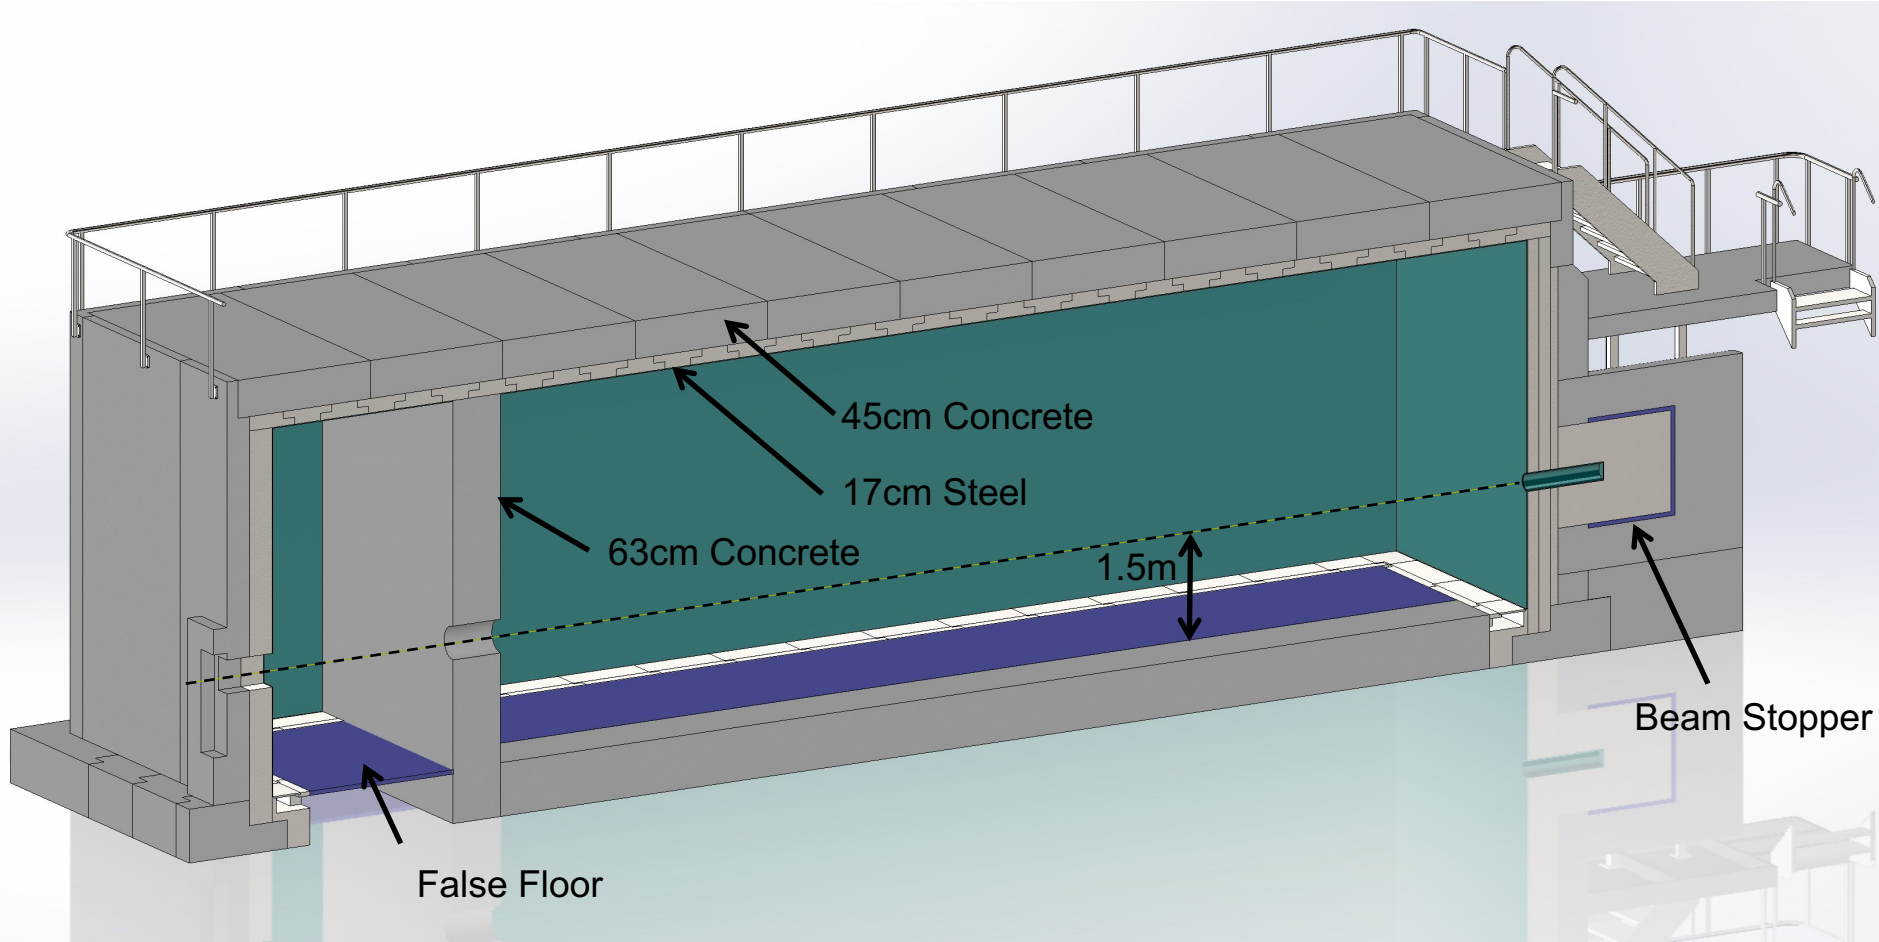 45cm Concrete
17cm Steel
63cm Concrete
1.5m
Beam Stopper
False Floor